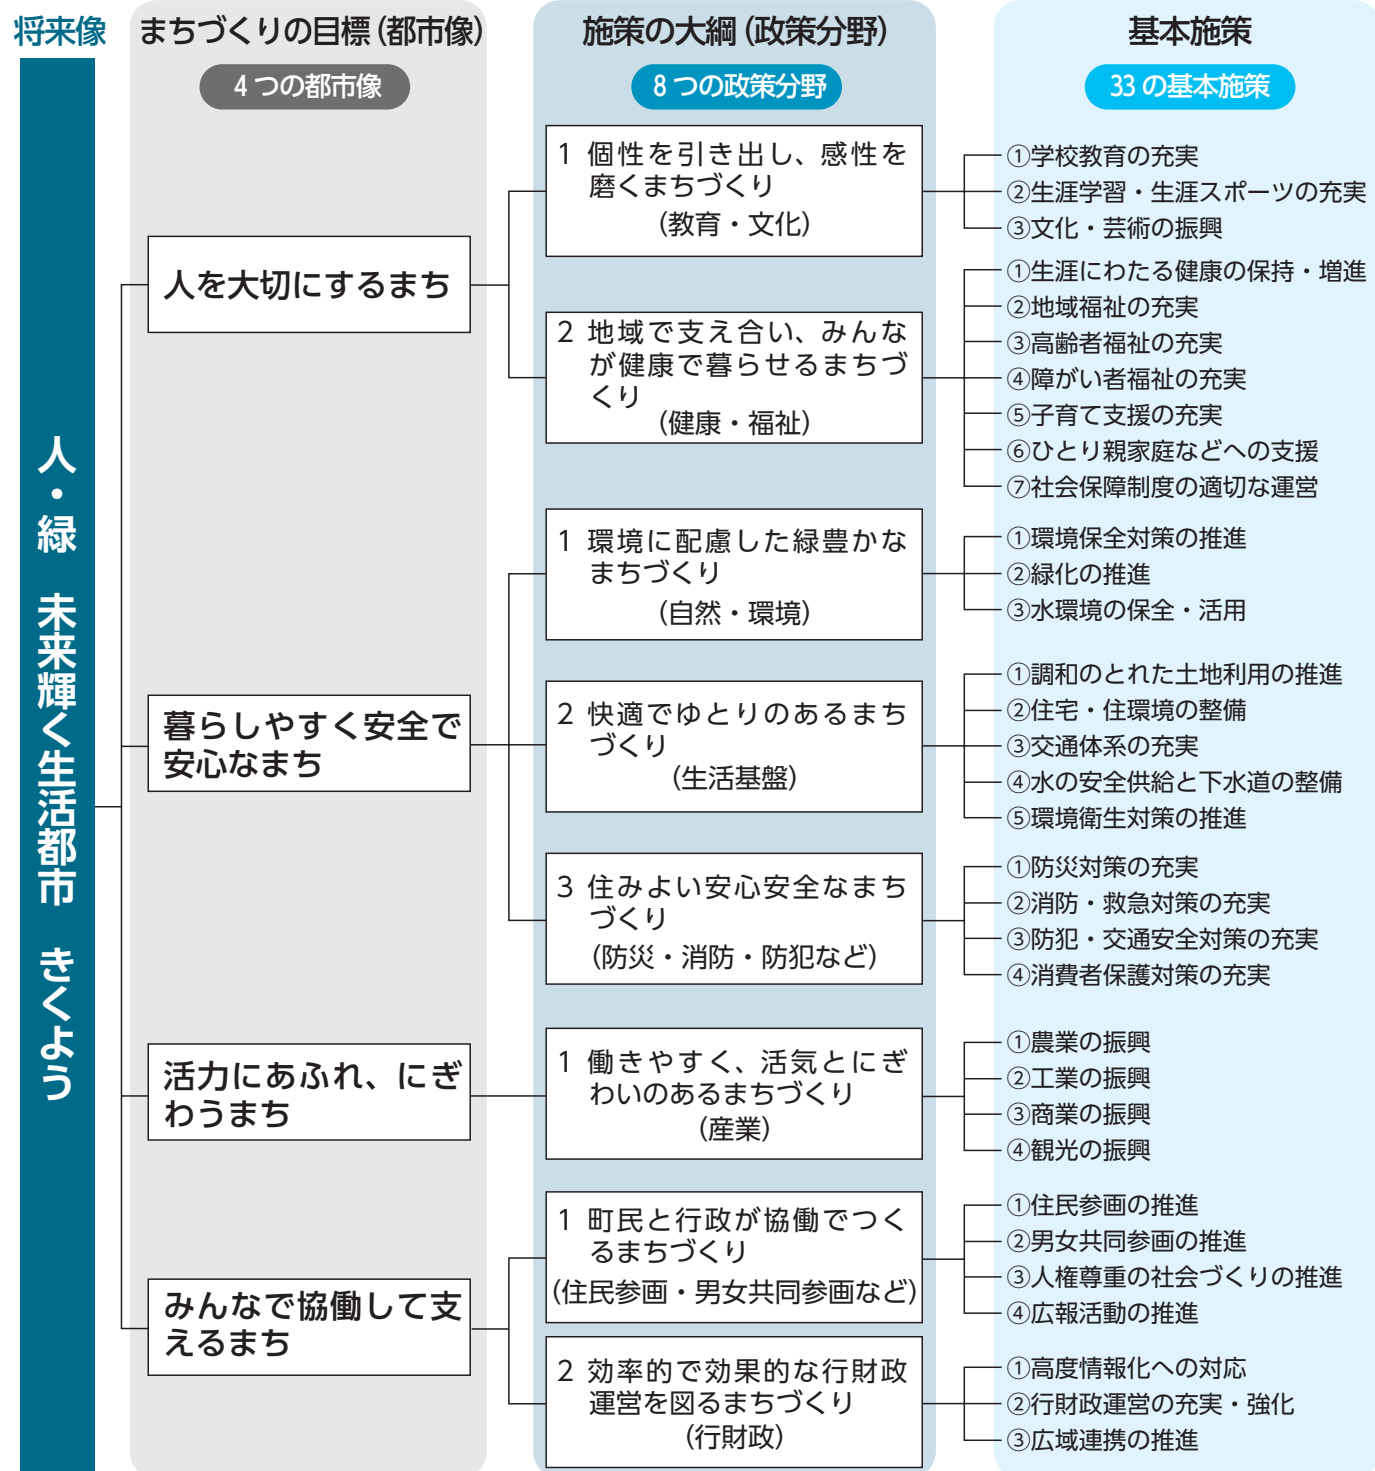 将来像
人・緑　未来輝く生活都市　きくよう
まちづくりの目標（都市像）
4つの都市像
人を大切にするまち
暮らしやすく安全で
安心なまち
活力にあふれ、にぎ
わうまち
みんなで協働して支
えるまち
施策の大綱（政策分野）
8つの政策分野
1 個性を引き出し、感性を
磨くまちづくり
（教育・文化）
2 地域で支え合い、みんな
が健康で暮らせるまちづ
くり
（健康・福祉）
1 環境に配慮した緑豊かな
まちづくり
（自然・環境）
2 快適でゆとりのあるまち
づくり
（生活基盤）
3 住みよい安心安全なまち
づくり
（防災・消防・防犯など）
1 働きやすく、活気とにぎ
わいのあるまちづくり
（産業）
1 町民と行政が協働でつく
るまちづくり
（住民参画・男女共同参画など）
2 効率的で効果的な行財政
運営を図るまちづくり
（行財政）
基本施策
33の基本施策
①学校教育の充実
②生涯学習・生涯スポーツの充実
③文化・芸術の振興
①生涯にわたる健康の保持・増進
②地域福祉の充実
③高齢者福祉の充実
④障がい者福祉の充実
⑤子育て支援の充実
⑥ひとり親家庭などへの支援
⑦社会保障制度の適切な運営
①環境保全対策の推進
②緑化の推進
③水環境の保全・活用
①調和のとれた土地利用の推進
②住宅・住環境の整備
③交通体系の充実
④水の安全供給と下水道の整備
⑤環境衛生対策の推進
①防災対策の充実
②消防・救急対策の充実
③防犯・交通安全対策の充実
④消費者保護対策の充実
①農業の振興
②工業の振興
③商業の振興
④観光の振興
①住民参画の推進
②男女共同参画の推進
③人権尊重の社会づくりの推進
④広報活動の推進
①高度情報化への対応
②行財政運営の充実・強化
③広域連携の推進